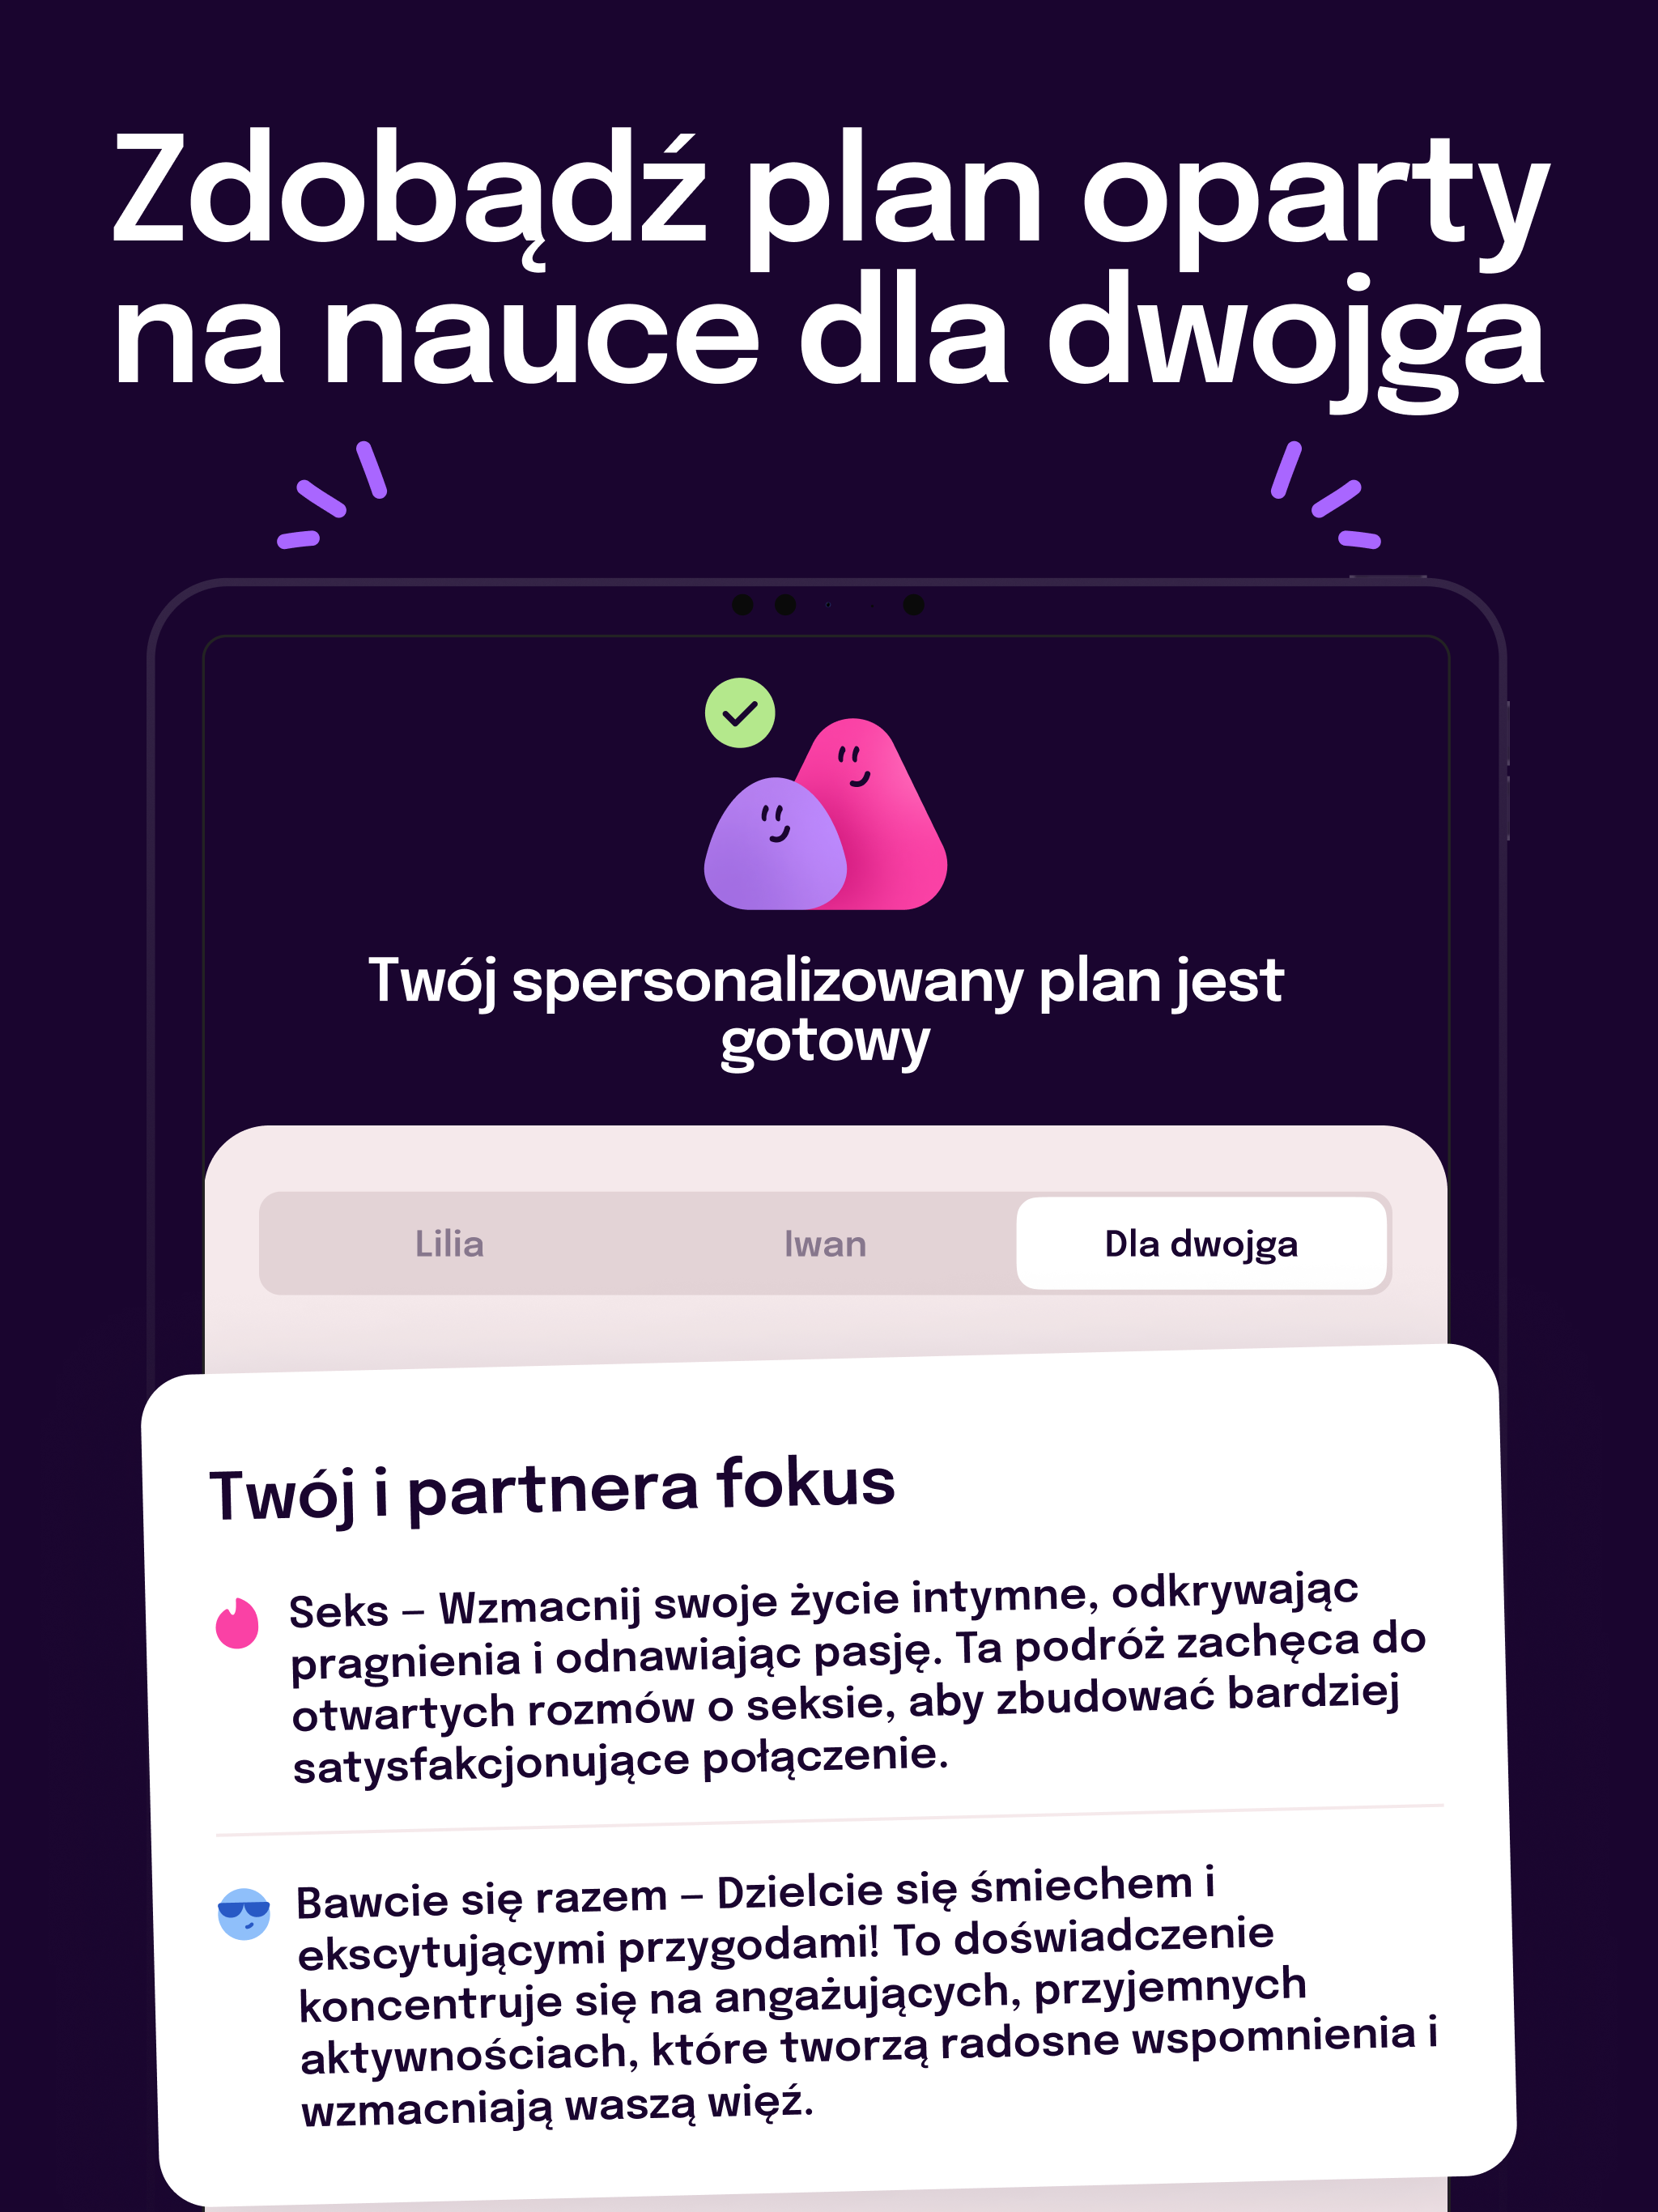 Zdobądź plan oparty
na nauce dla dwojga
Twój spersonalizowany plan jest
gotowy
Lilia
Iwan
Dla dwojga
Twój i partnera fokus
Seks – Wzmacnij swoje życie intymne, odkrywając
pragnienia i odnawiając pasję. Ta podróż zachęca do
otwartych rozmów o seksie, aby zbudować bardziej
satysfakcjonujące połączenie.
Bawcie się razem – Dzielcie się śmiechem i
ekscytującymi przygodami! To doświadczenie
koncentruje się na angażujących, przyjemnych
aktywnościach, które tworzą radosne wspomnienia i
wzmacniają waszą więź.